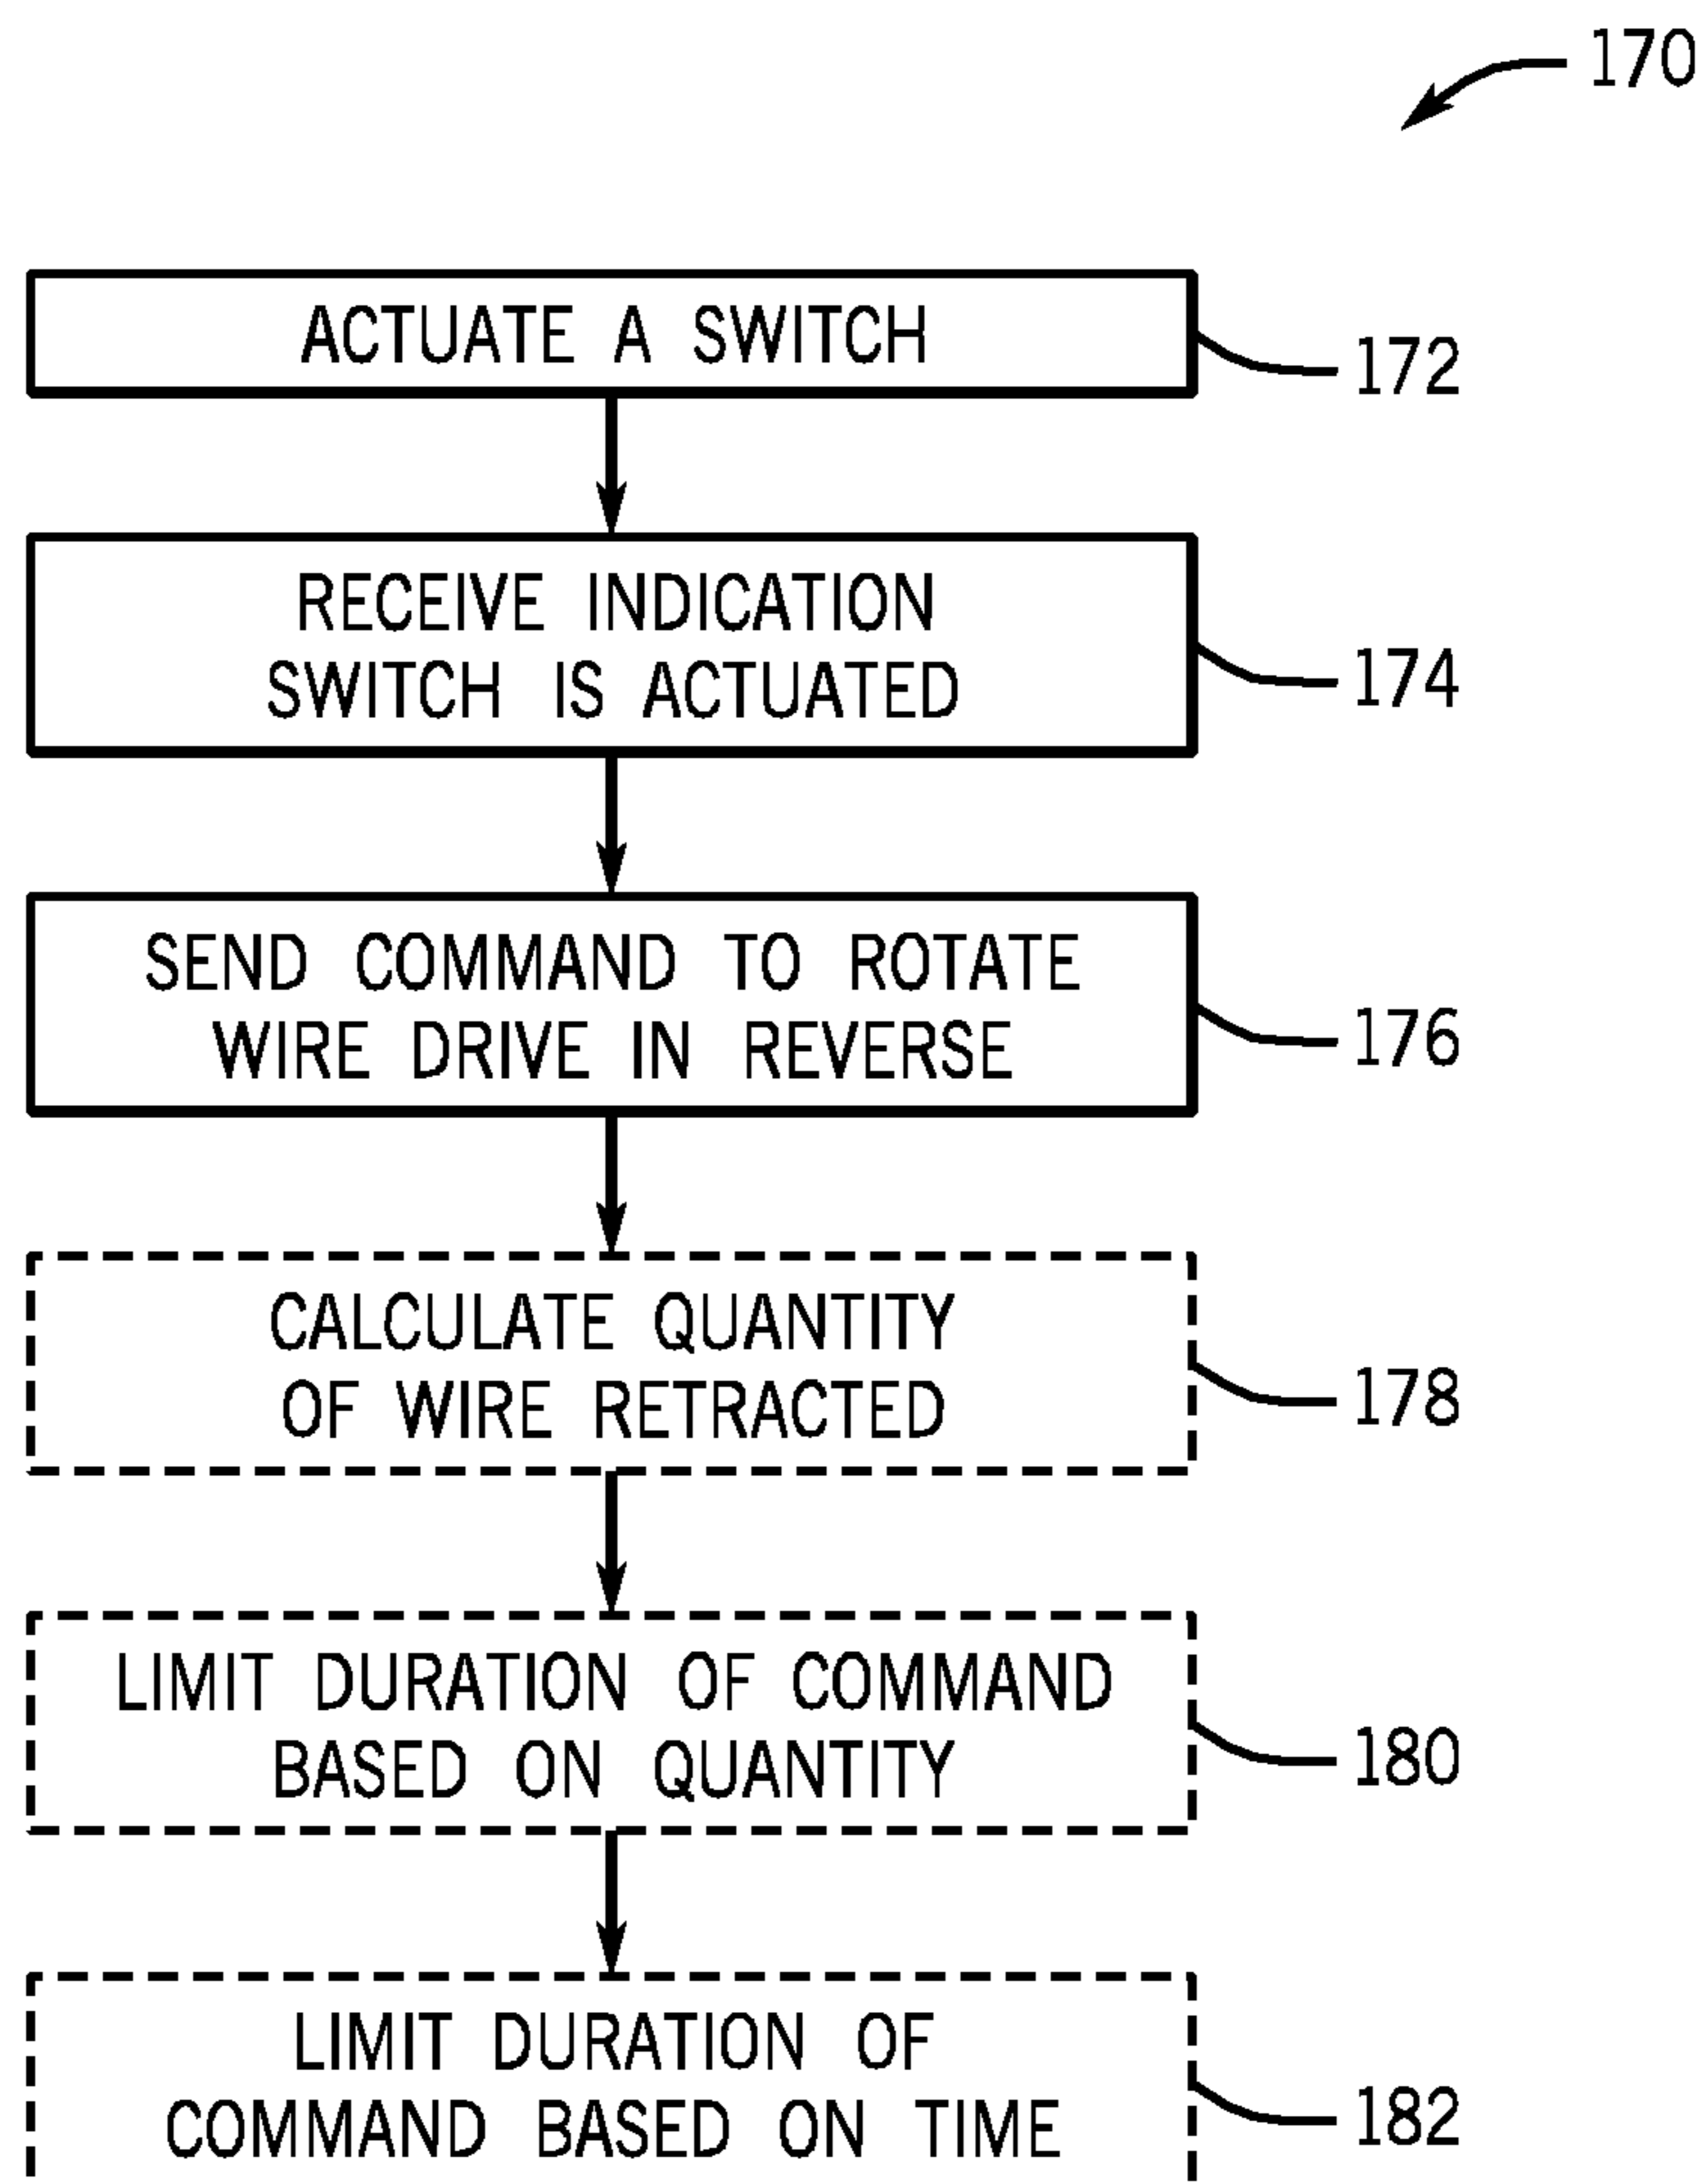 170
ACTUATE A SWITCH
172
RECEIVE INDICATION
SWITCH IS ACTUATED
174
SEND COMMAND TO ROTATE
WIRE DRIVE IN REVERSE
176
CALCULATE QUANTITY
OF WIRE RETRACTED
178
LIMIT DURATION OF COMMAND
BASED ON QUANTITY
180
LIMIT DURATION OF
COMMAND BASED ON TIME
182